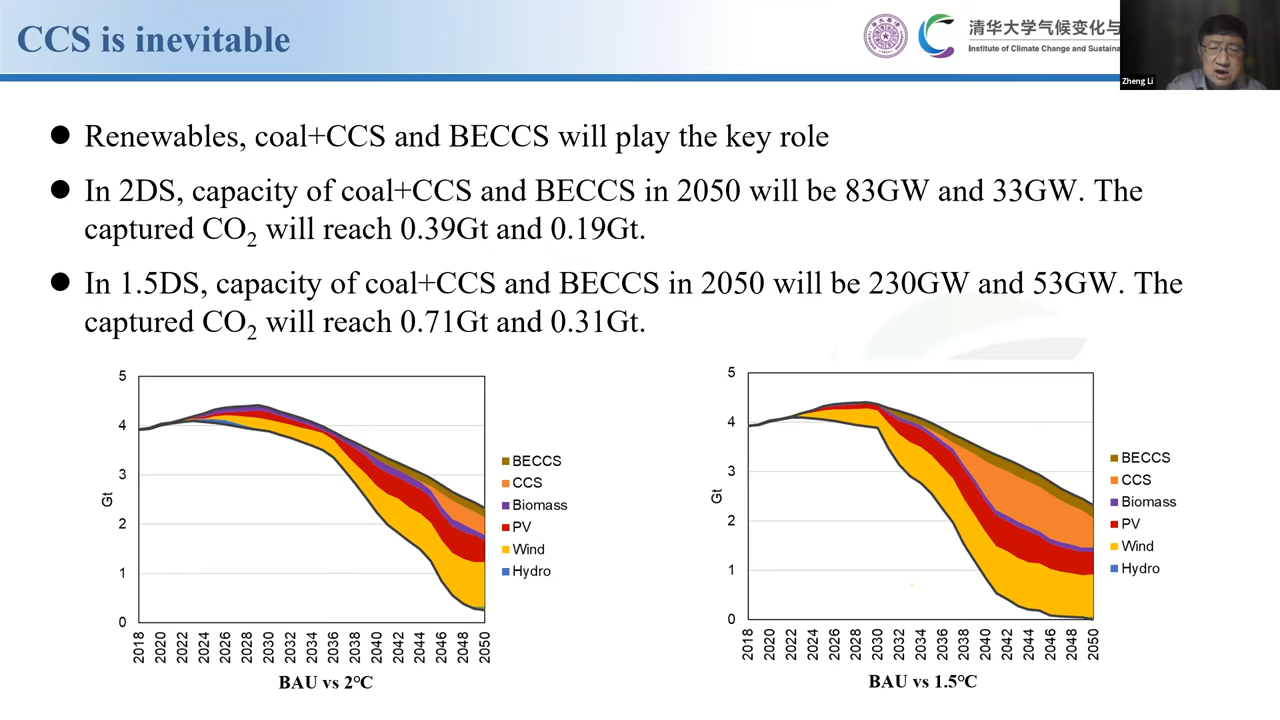 CCS is inevitable
清华大学气候变化与
Institute of Climate Change and Sustaina
Zheng Li
● Renewables, coal+CCS and BECCS will play the key role
● In 2DS, capacity of coal+CCS and BECCS in 2050 will be 83GW and 33GW. The
captured CO₂ will reach 0.39Gt and 0.19Gt.
● In 1.5DS, capacity of coal+CCS and BECCS in 2050 will be 230GW and 53GW. The
captured CO₂ will reach 0.71Gt and 0.31Gt.
5
4
3
2
1
0
Gt
2018 2020 2022 2024 2026 2028 2030 2032 2034 2036 2038 2040 2042 2044 2046 2048 2050
BECCS
CCS
Biomass
PV
Wind
Hydro
BAU vs 2℃
5
4
3
2
1
0
Gt
2018 2020 2022 2024 2026 2028 2030 2032 2034 2036 2038 2040 2042 2044 2046 2048 2050
BECCS
CCS
Biomass
PV
Wind
Hydro
BAU vs 1.5℃